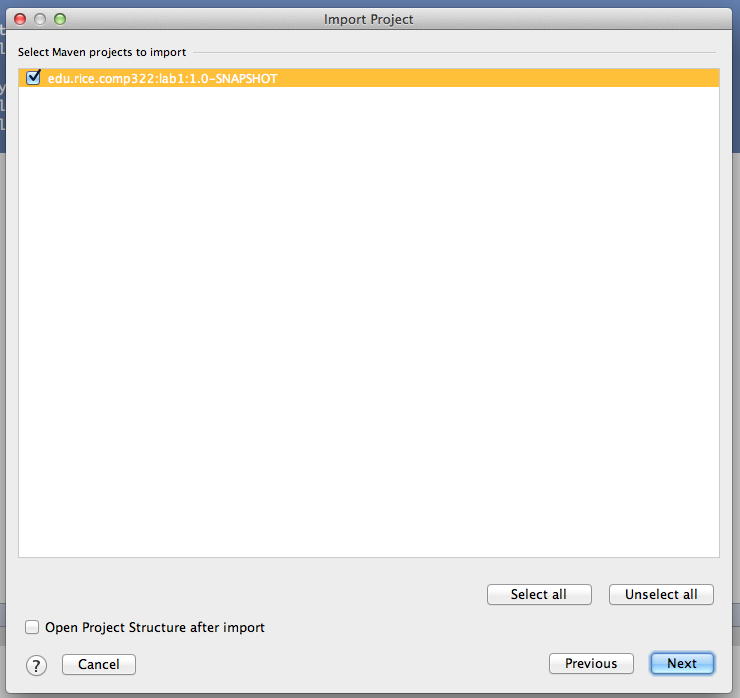 Import Project
Select Maven projects to import
edu.rice.comp322:lab1:1.0-SNAPSHOT
Select all Unselect all
Open Project Structure after import
? Cancel Previous Next